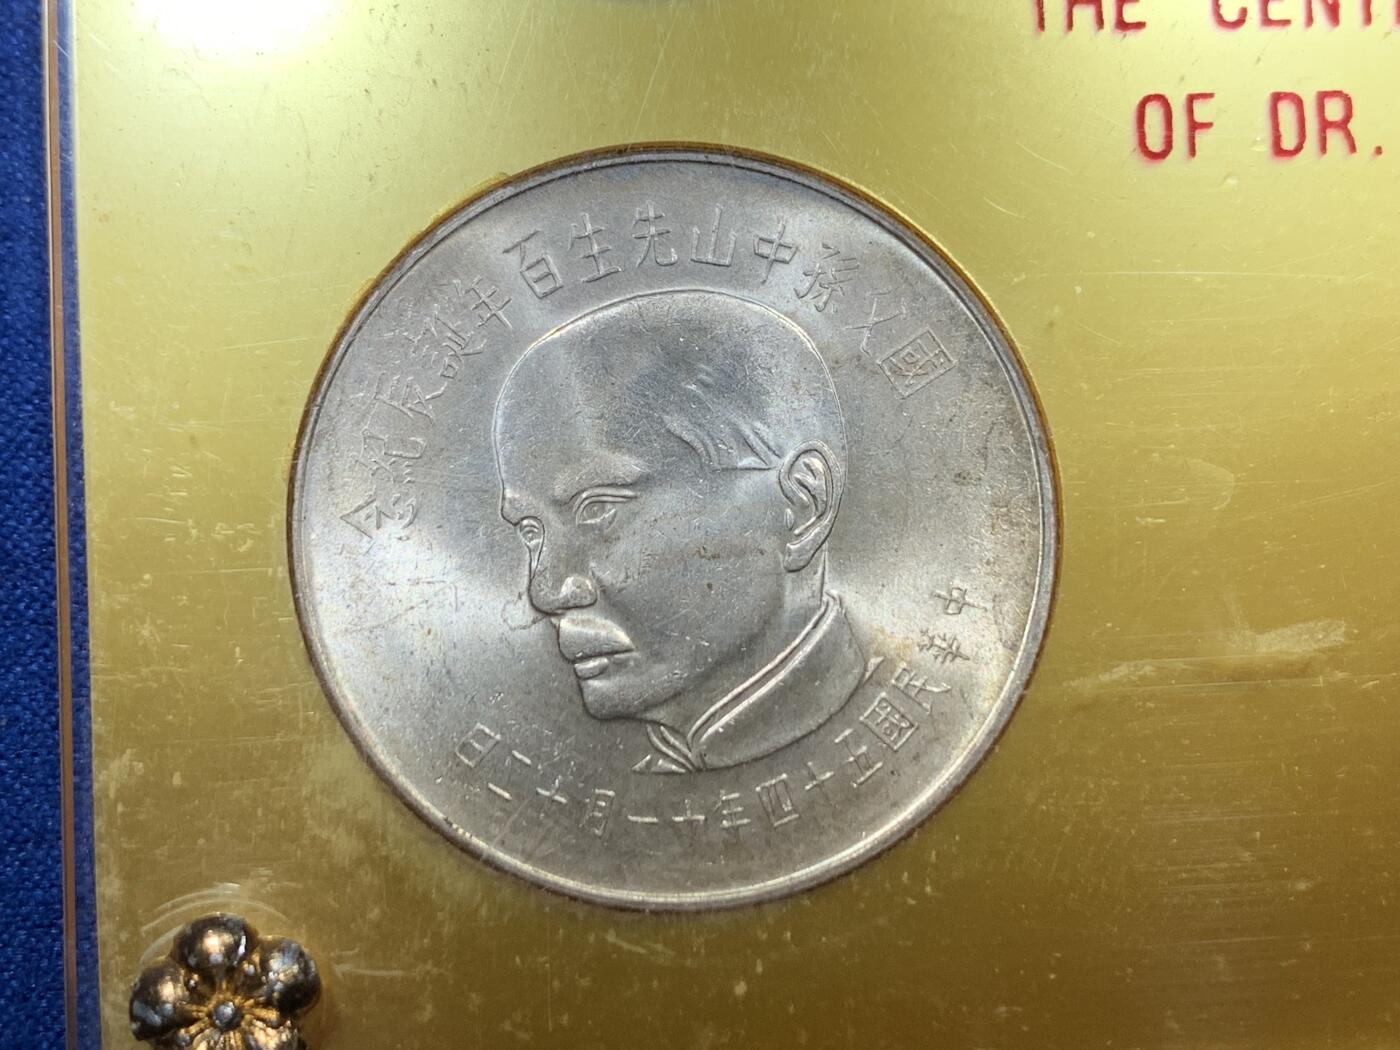 THE CENTE
OF DR.
國父孫中山先生百年誕辰紀念
中華民國五十四年十一月十二日